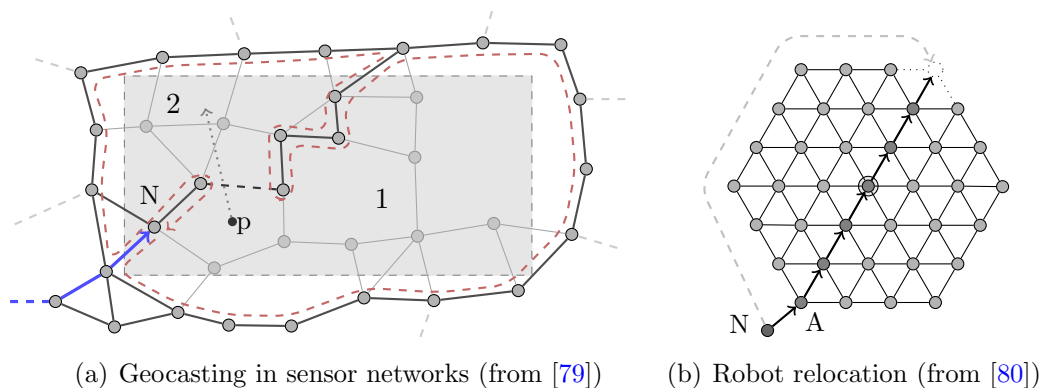 2
N
p
1
N
A
(a) Geocasting in sensor networks (from [79])
(b) Robot relocation (from [80])